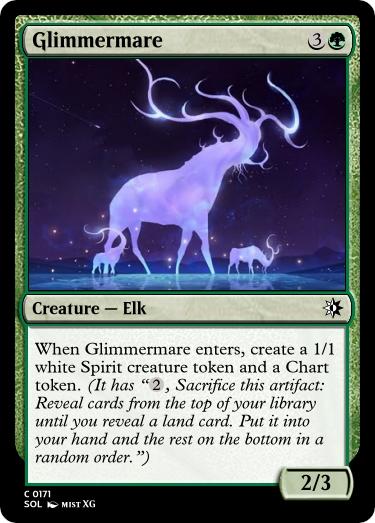 Glimmermare 3
Creature — Elk
When Glimmermare enters, create a 1/1
white Spirit creature token and a Chart
token. (It has “2, Sacrifice this artifact:
Reveal cards from the top of your library
until you reveal a land card. Put it into
your hand and the rest on the bottom in a
random order.”)
2/3
C 0171
SOL MIST XG